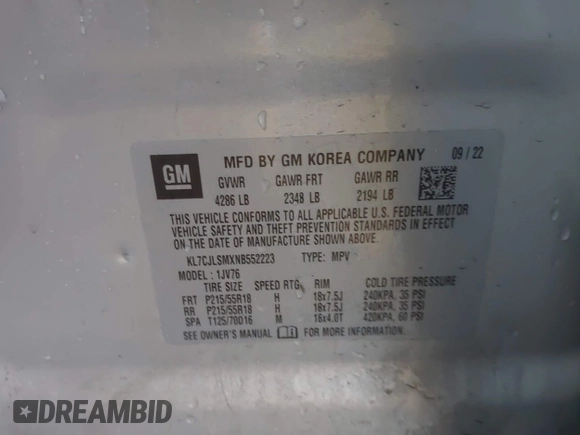 GM
MFD BY GM KOREA COMPANY 09 / 22
GVWR GAWR FRT GAWR RR
4286 LB 2348 LB 2194 LB
THIS VEHICLE CONFORMS TO ALL APPLICABLE U.S. FEDERAL MOTOR
VEHICLE SAFETY AND THEFT PREVENTION STANDARDS IN EFFECT
ON THE DATE OF MANUFACTURE SHOWN ABOVE.
KL7CJLSMXNB552223 TYPE: MPV
MODEL : 1JV76
TIRE SIZE SPEED RTG RIM COLD TIRE PRESSURE
FRT P215/55R18 H 18x7.5J 240KPA, 35 PSI
RR P215/55R18 H 18x7.5J 240KPA, 35 PSI
SPA T125/70D16 M 16x4.0T 420KPA, 60 PSI
SEE OWNER'S MANUAL FOR MORE INFORMATION.
DREAMBID